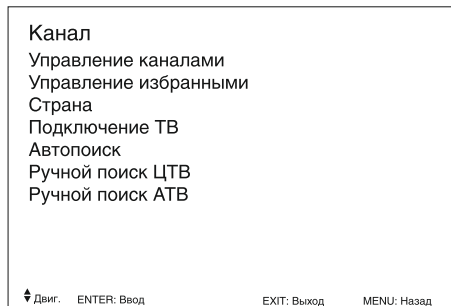 Канал
Управление каналами
Управление избранными
Страна
Подключение ТВ
Автопоиск
Ручной поиск ЦТВ
Ручной поиск АТВ
Двиг. ENTER: Ввод EXIT: Выход MENU: Назад